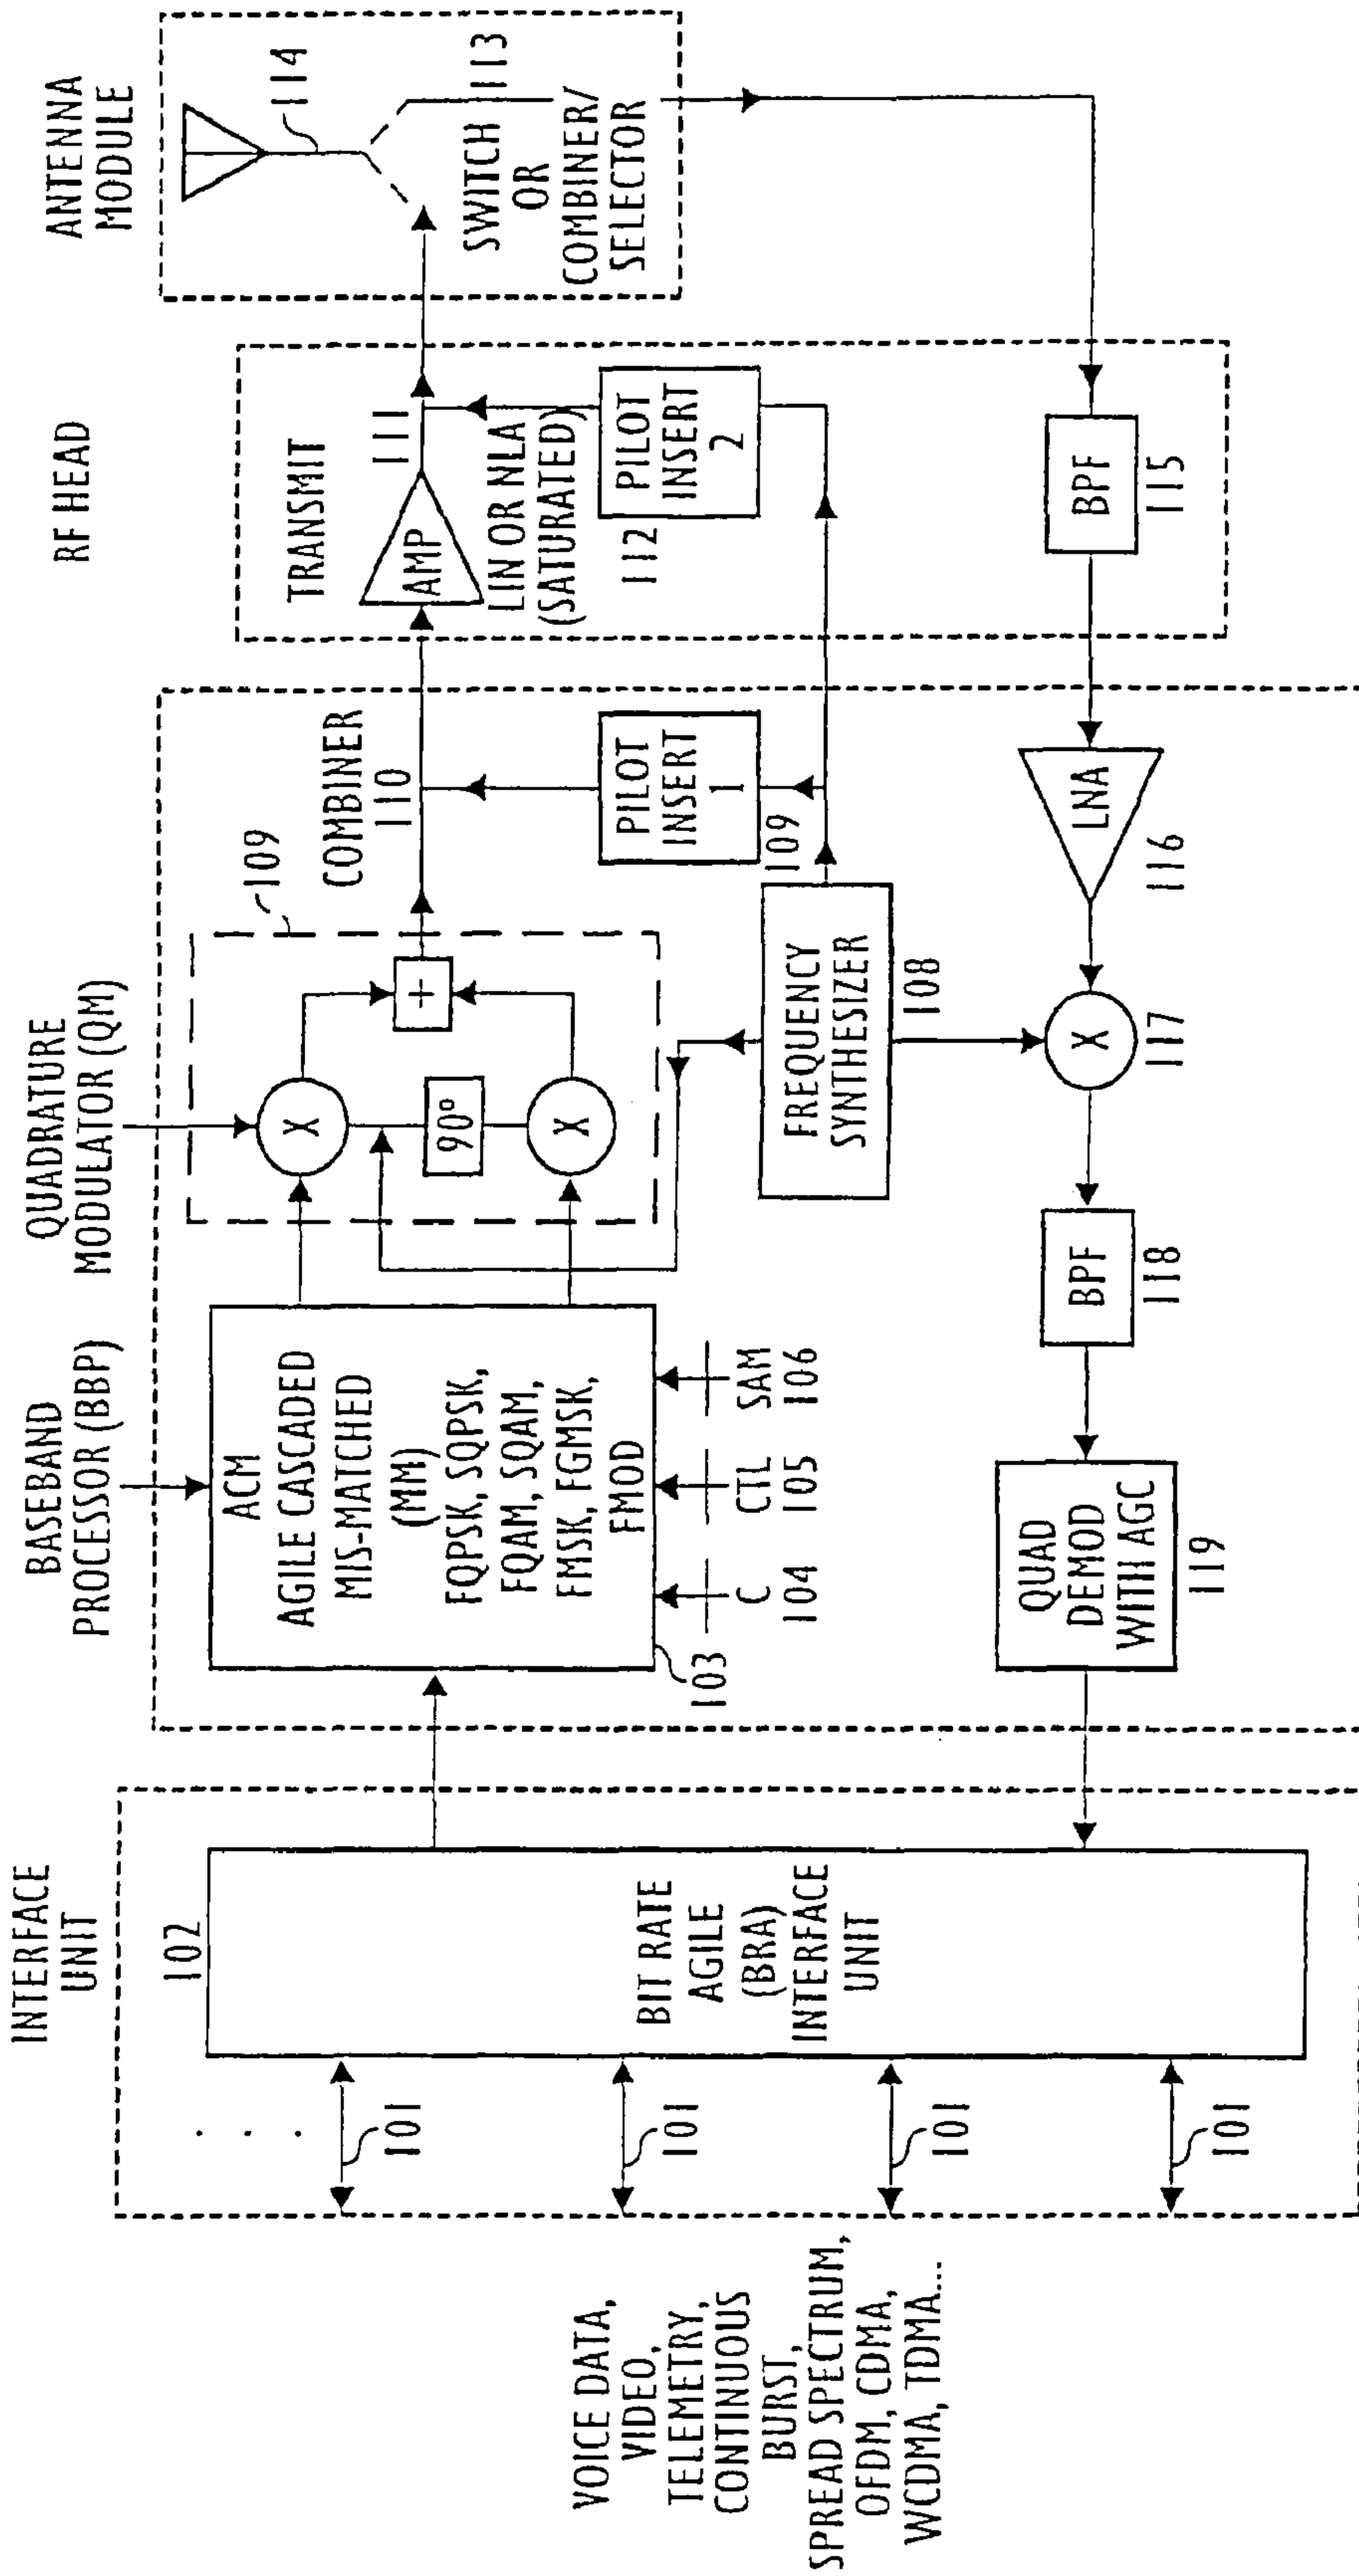 INTERFACE
UNIT
BASEBAND
PROCESSOR (BBP)
QUADRATURE
MODULATOR (QM)
RF HEAD
ANTENNA
MODULE
102
BIT RATE
AGILE
(BRA)
INTERFACE
UNIT
. . .
101
101
101
101
VOICE DATA,
VIDEO,
TELEMETRY,
CONTINUOUS
BURST,
SPREAD SPECTRUM,
OFDM, CDMA,
WCDMA, TDMA...
ACM
AGILE CASCADED
MIS-MATCHED
(MM)
FQPSK, SQPSK,
FQAM, SQAM,
FMSK, FGMSK,
FMOD
103
C
104
CTL
105
SAM
106
109
X
90°
X
+
COMBINER
110
PILOT
INSERT
1
109
FREQUENCY
SYNTHESIZER
108
TRANSMIT
AMP
111
LIN OR NLA
(SATURATED)
112
PILOT
INSERT
2
114
113
SWITCH
OR
COMBINER/
SELECTOR
BPF
115
LNA
116
X
117
BPF
118
QUAD
DEMOD
WITH AGC
119